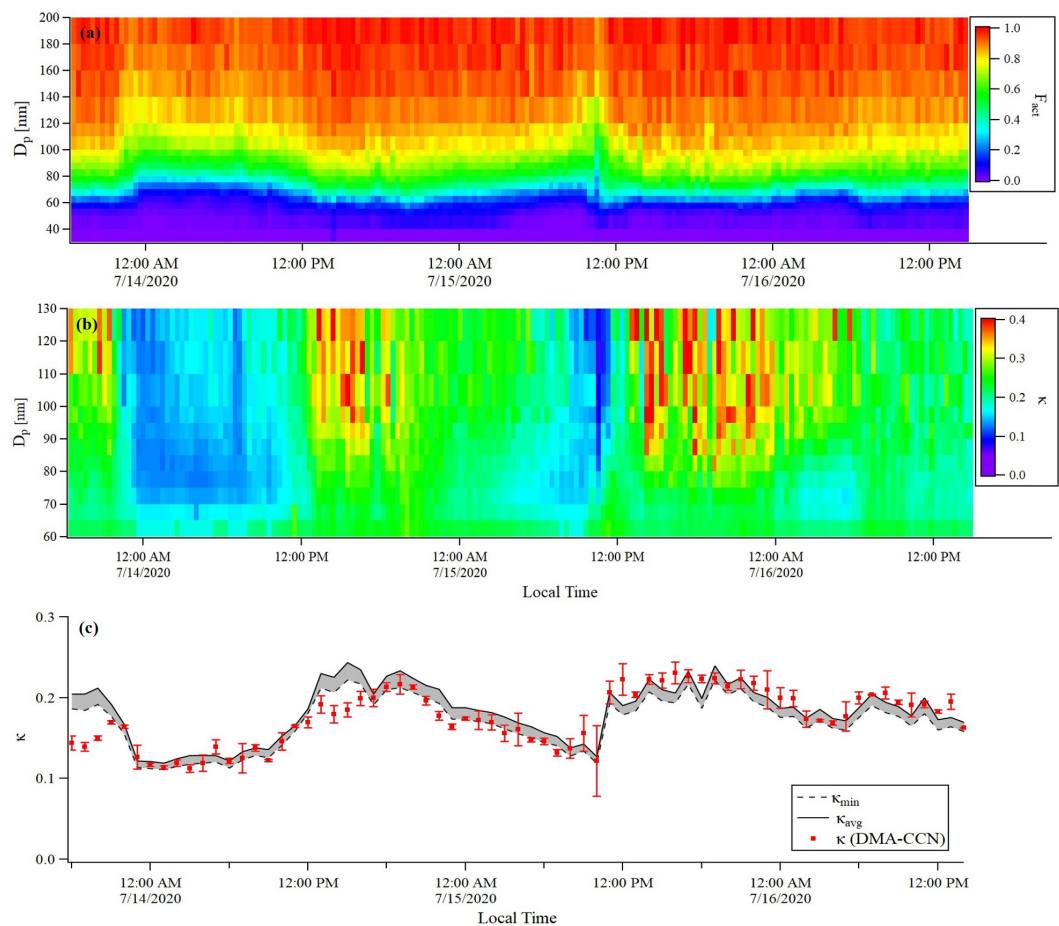 (a)
200
180
160
140
120
100
80
60
40
Dp [nm]
12:00 AM
7/14/2020
12:00 PM
12:00 AM
7/15/2020
12:00 PM
12:00 AM
7/16/2020
12:00 PM
1.0
0.8
0.6
0.4
0.2
0.0
Fact
(b)
130
120
110
100
90
80
70
60
Dp [nm]
12:00 AM
7/14/2020
12:00 PM
12:00 AM
7/15/2020
12:00 PM
12:00 AM
7/16/2020
12:00 PM
Local Time
0.4
0.3
0.2
0.1
0.0
κ
(c)
0.3
0.2
0.1
0.0
κ
κmin
κavg
κ (DMA-CCN)
12:00 AM
7/14/2020
12:00 PM
12:00 AM
7/15/2020
12:00 PM
12:00 AM
7/16/2020
12:00 PM
Local Time